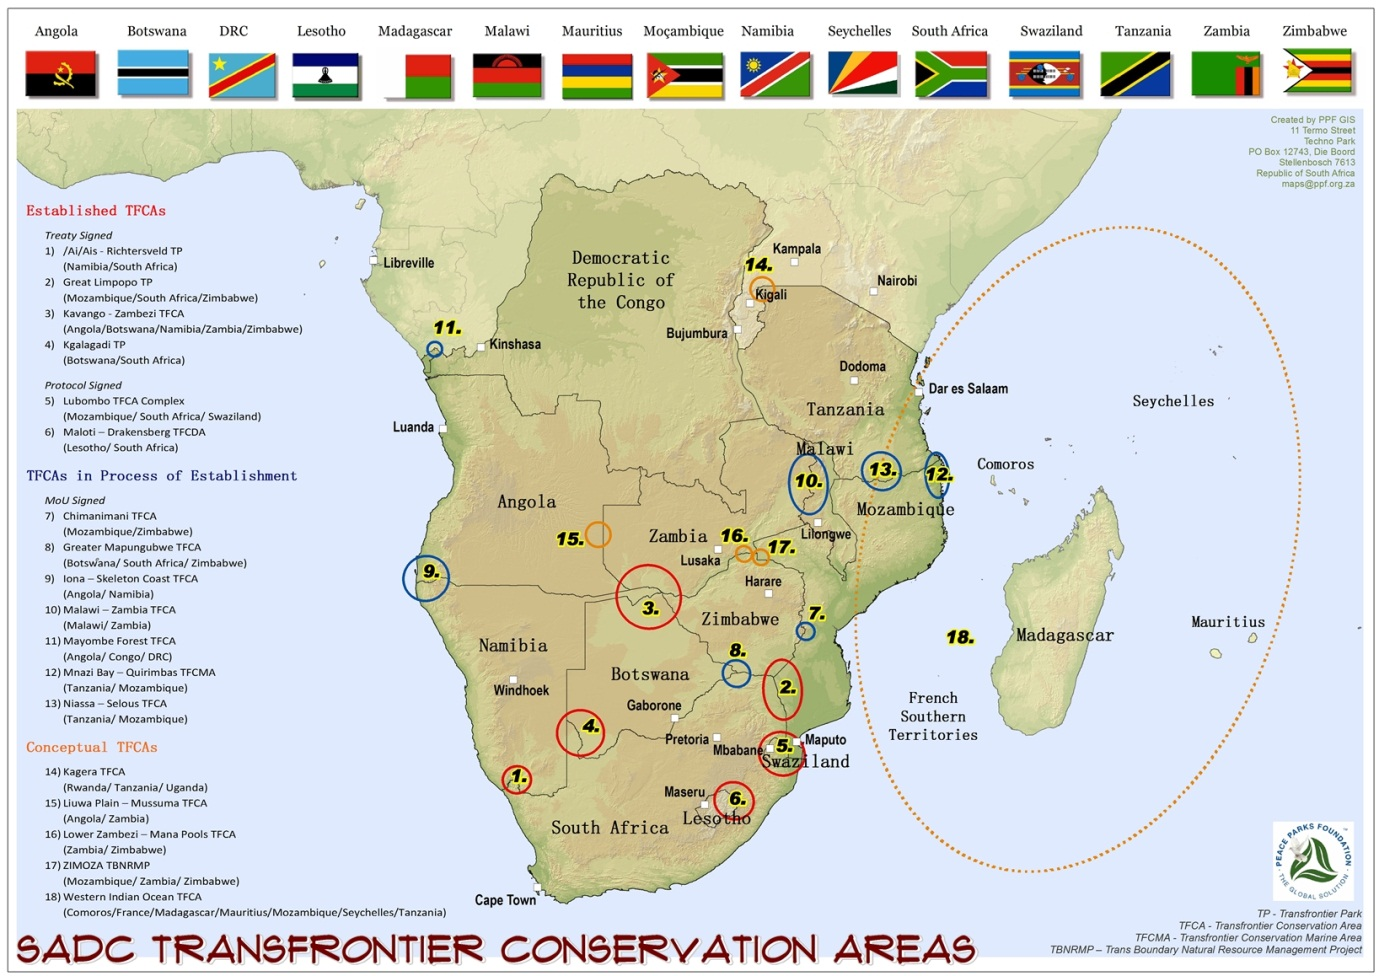 Angola Botswana DRC Lesotho Madagascar Malawi Mauritius Moçambique Namibia Seychelles South Africa Swaziland Tanzania Zambia Zimbabwe
Created by PPF GIS
11 Termo Street
Techno Park
PO Box 12743, Die Boord
Stellenbosch 7613
Republic of South Africa
maps@ppf.org.za
Established TFCAs
Treaty Signed
1) /Ai/Ais - Richtersveld TP
(Namibia/South Africa)
2) Great Limpopo TP
(Mozambique/South Africa/Zimbabwe)
3) Kavango - Zambezi TFCA
(Angola/Botswana/Namibia/Zambia/Zimbabwe)
4) Kgalagadi TP
(Botswana/South Africa)
Protocol Signed
5) Lubombo TFCA Complex
(Mozambique/ South Africa/ Swaziland)
6) Maloti – Drakensberg TFCDA
(Lesotho/ South Africa)
TFCAs in Process of Establishment
MoU Signed
7) Chimanimani TFCA
(Mozambique/Zimbabwe)
8) Greater Mapungubwe TFCA
(Botswana/ South Africa/ Zimbabwe)
9) Iona – Skeleton Coast TFCA
(Angola/ Namibia)
10) Malawi – Zambia TFCA
(Malawi/ Zambia)
11) Mayombe Forest TFCA
(Angola/ Congo/ DRC)
12) Mnazi Bay – Quirimbas TFCMA
(Tanzania/ Mozambique)
13) Niassa – Selous TFCA
(Tanzania/ Mozambique)
Conceptual TFCAs
14) Kagera TFCA
(Rwanda/ Tanzania/ Uganda)
15) Liuwa Plain – Mussuma TFCA
(Angola/ Zambia)
16) Lower Zambezi – Mana Pools TFCA
(Zambia/ Zimbabwe)
17) ZIMOZA TBNRMP
(Mozambique/ Zambia/ Zimbabwe)
18) Western Indian Ocean TFCA
(Comoros/France/Madagascar/Mauritius/Mozambique/Seychelles/Tanzania)
Libreville
Democratic
Republic of
the Congo
Kampala
14.
Kigali
Nairobi
11.
Kinshasa
Bujumbura
Dodoma
Dar es Salaam
Tanzania
Seychelles
Luanda
Malawi
10.
13.
12.
Comoros
Angola
Mozambique
15.
Zambia
16.
17.
Lilongwe
Lusaka
Harare
9.
3.
Zimbabwe
7.
18.
Madagascar
Mauritius
Namibia
Windhoek
Botswana
8.
2.
Gaborone
French
Southern
Territories
4.
Pretoria
Mbabane
5.
Maputo
Swaziland
1.
Maseru
6.
Lesotho
South Africa
Cape Town
PEACE PARKS FOUNDATION
THE GLOBAL SOLUTION
TP - Transfrontier Park
TFCA - Transfrontier Conservation Area
TFCMA - Transfrontier Conservation Marine Area
TBNRMP – Trans Boundary Natural Resource Management Project
SADC TRANSFRONTIER CONSERVATION AREAS